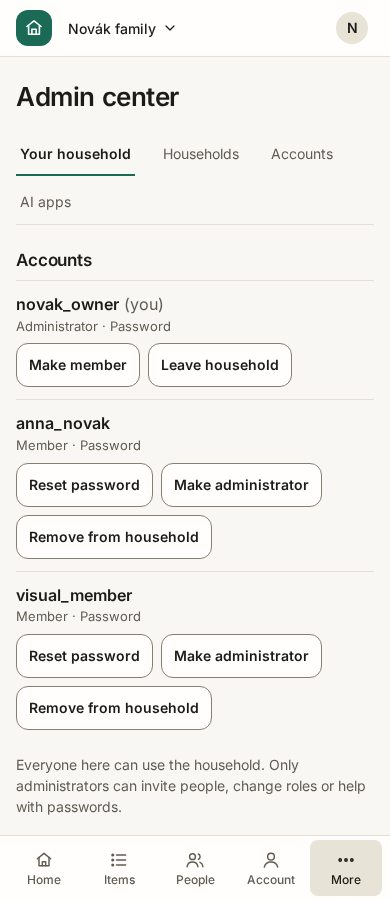 Novák family
N
Admin center
Your household
Households
Accounts
AI apps
Accounts
novak_owner (you)
Administrator · Password
Make member
Leave household
anna_novak
Member · Password
Reset password
Make administrator
Remove from household
visual_member
Member · Password
Reset password
Make administrator
Remove from household
Everyone here can use the household. Only
administrators can invite people, change roles or help
with passwords.
Home
Items
People
Account
More